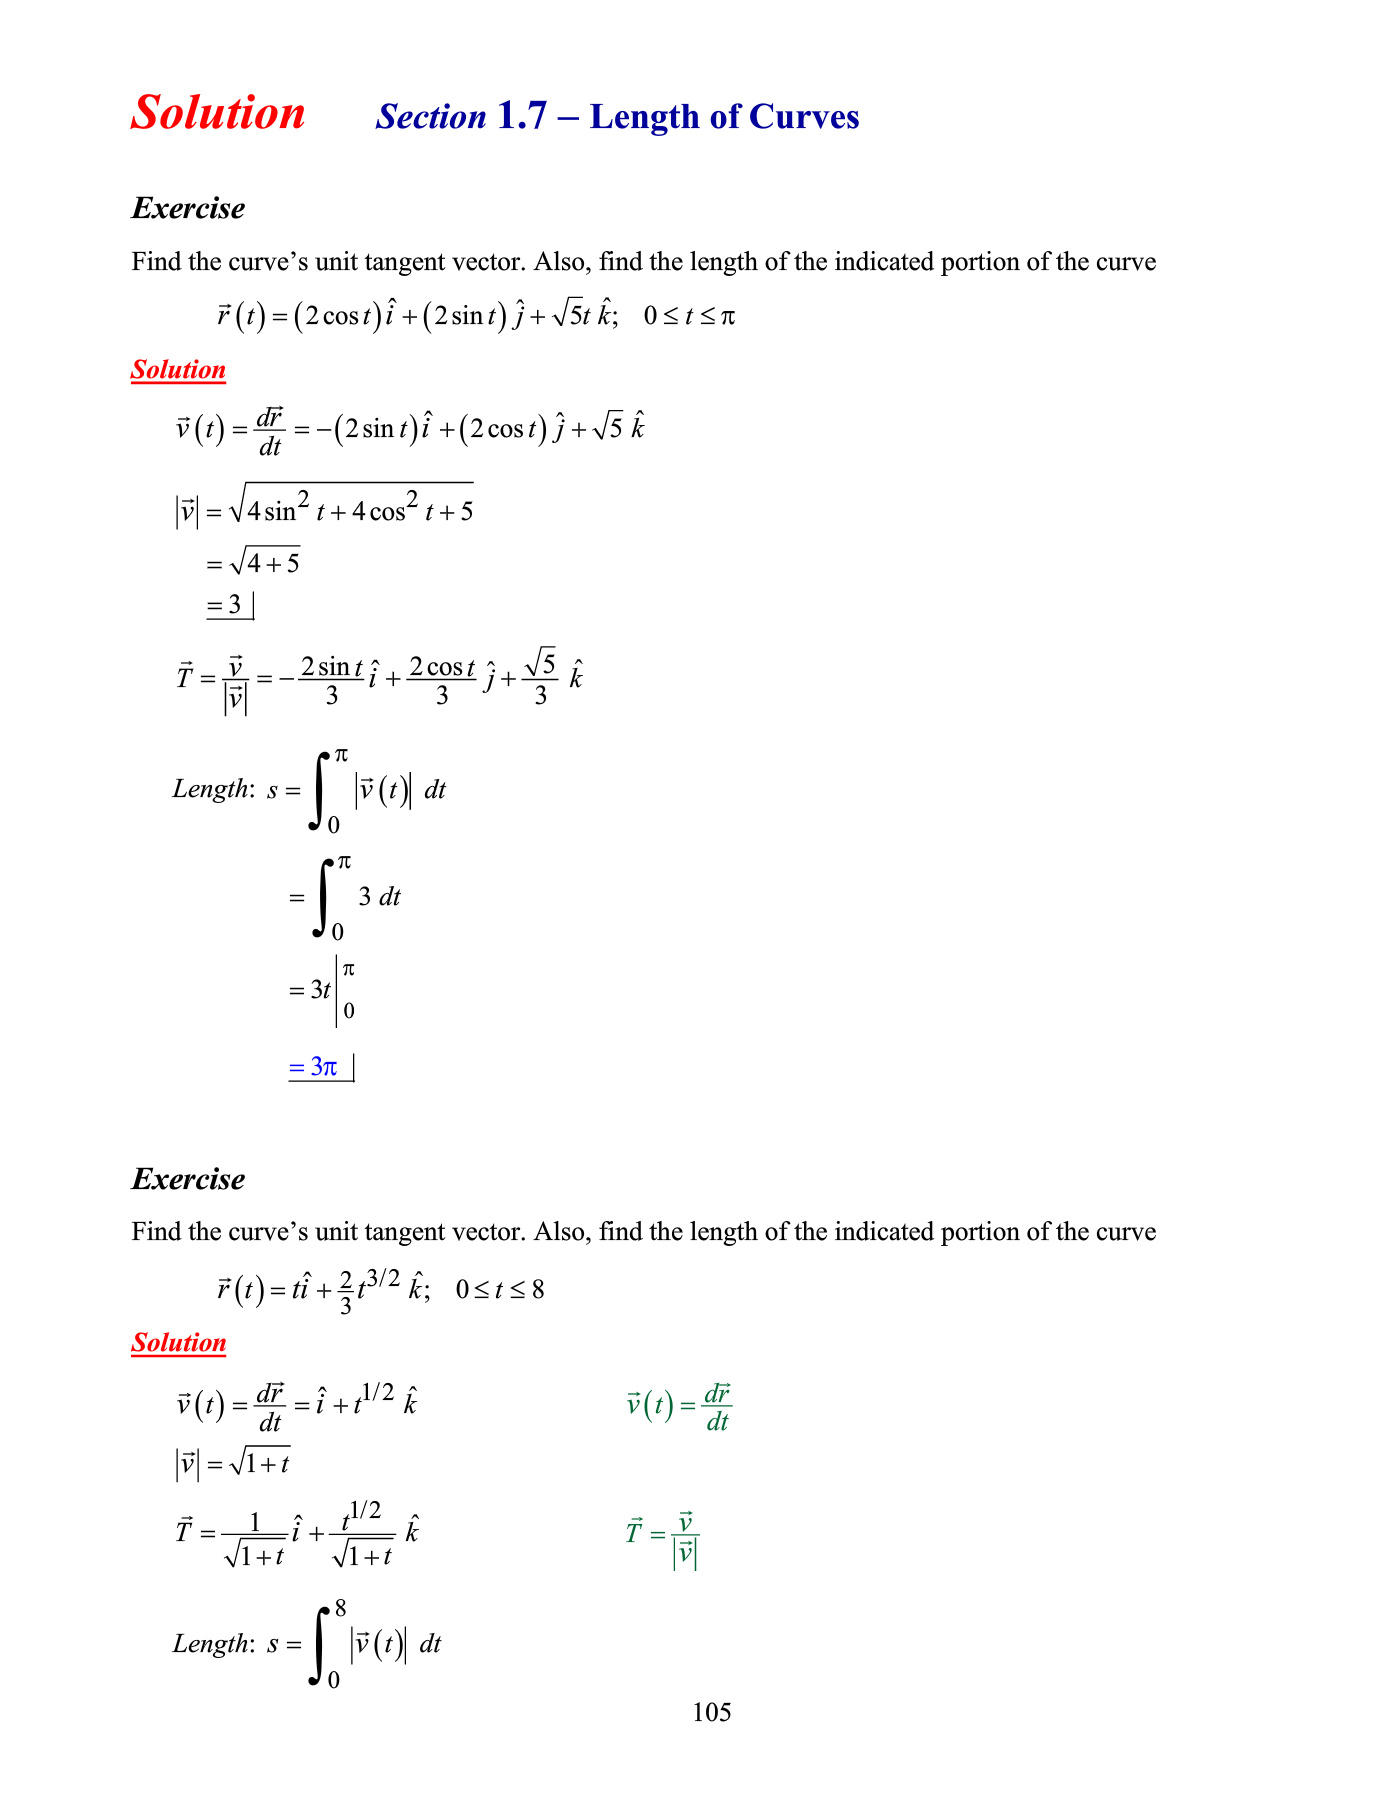 Solution Section 1.7 – Length of Curves
Exercise
Find the curve’s unit tangent vector. Also, find the length of the indicated portion of the curve
$\vec{r}(t) = (2\cos t)\hat{i} + (2\sin t)\hat{j} + \sqrt{5}t\,\hat{k};\quad 0 \le t \le \pi$
Solution
$\vec{v}(t) = \frac{d\vec{r}}{dt} = -(2\sin t)\hat{i} + (2\cos t)\hat{j} + \sqrt{5}\,\hat{k}$
$|\vec{v}| = \sqrt{4\sin^2 t + 4\cos^2 t + 5}$
$= \sqrt{4+5}$
$= 3\,|$
$\vec{T} = \frac{\vec{v}}{|\vec{v}|} = -\frac{2\sin t}{3}\hat{i} + \frac{2\cos t}{3}\hat{j} + \frac{\sqrt{5}}{3}\,\hat{k}$
Length: $s = \int_0^{\pi} |\vec{v}(t)|\, dt$
$= \int_0^{\pi} 3\, dt$
$= 3t\Big|_0^{\pi}$
$= 3\pi\,|$
Exercise
Find the curve’s unit tangent vector. Also, find the length of the indicated portion of the curve
$\vec{r}(t) = t\hat{i} + \frac{2}{3}t^{3/2}\,\hat{k};\quad 0 \le t \le 8$
Solution
$\vec{v}(t) = \frac{d\vec{r}}{dt} = \hat{i} + t^{1/2}\,\hat{k}$ $\quad \vec{v}(t) = \frac{d\vec{r}}{dt}$
$|\vec{v}| = \sqrt{1+t}$
$\vec{T} = \frac{1}{\sqrt{1+t}}\hat{i} + \frac{t^{1/2}}{\sqrt{1+t}}\,\hat{k}$ $\quad \vec{T} = \frac{\vec{v}}{|\vec{v}|}$
Length: $s = \int_0^8 |\vec{v}(t)|\, dt$
105